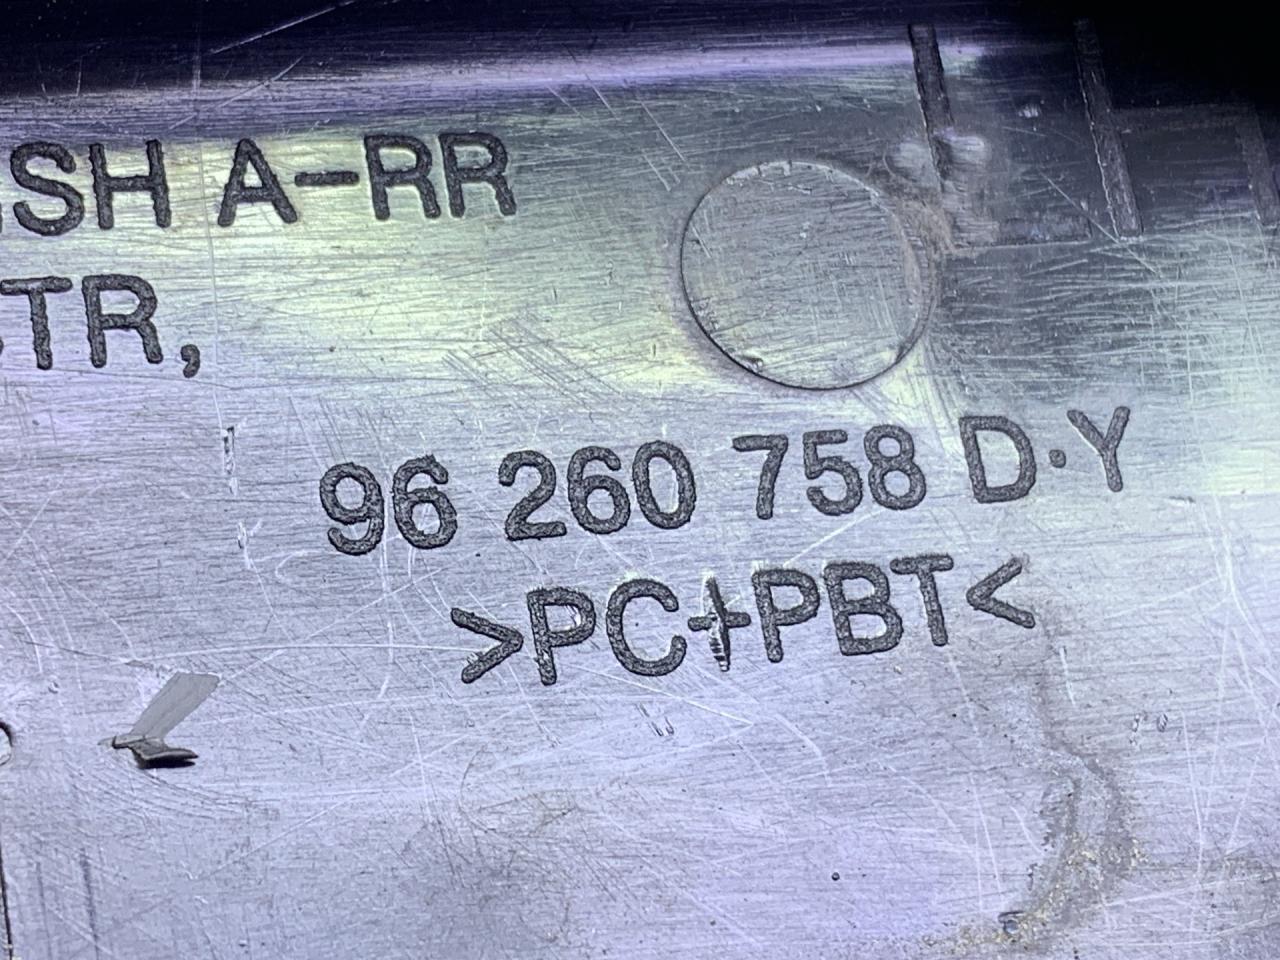 SH A-RR
TR,
96 260 758 D·Y
>PC+PBT<